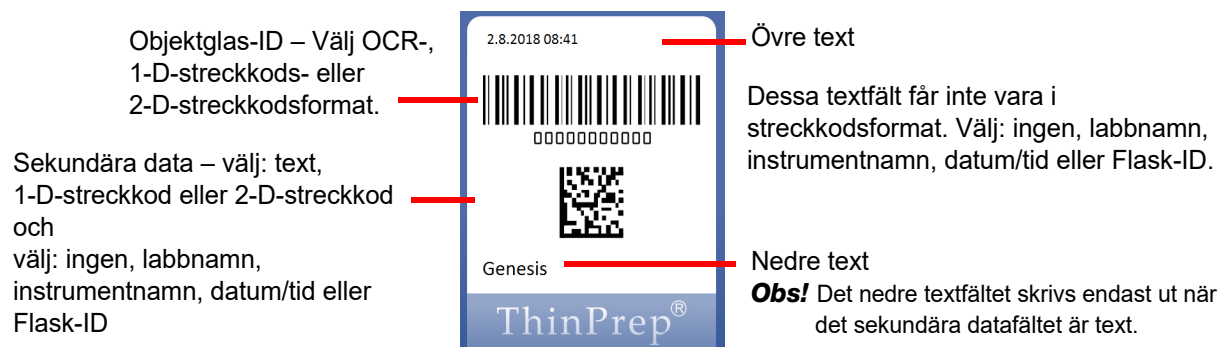 Objektglas-ID – Välj OCR-,
1-D-streckkods- eller
2-D-streckkodsformat.
Sekundära data – välj: text,
1-D-streckkod eller 2-D-streckkod
och
välj: ingen, labbnamn,
instrumentnamn, datum/tid eller
Flask-ID
2.8.2018 08:41
00000000000
Genesis
ThinPrep®
Övre text
Dessa textfält får inte vara i
streckkodsformat. Välj: ingen, labbnamn,
instrumentnamn, datum/tid eller Flask-ID.
Nedre text
Obs! Det nedre textfältet skrivs endast ut när
det sekundära datafältet är text.